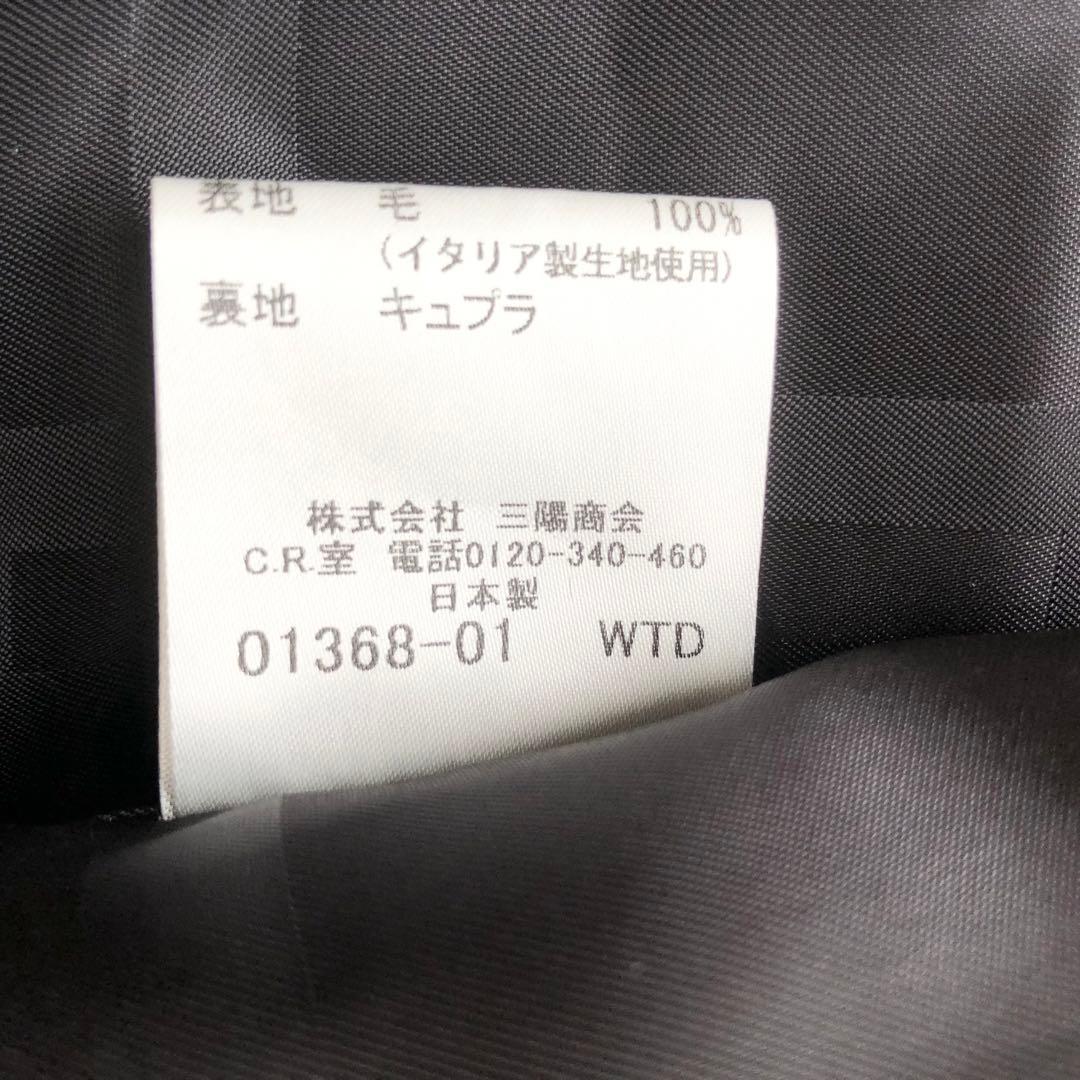 表地 毛 100%
(イタリア製生地使用)
裏地 キュプラ
株式会社 三陽商会
C.R.室 電話0120-340-460
日本製
01368-01 WTD